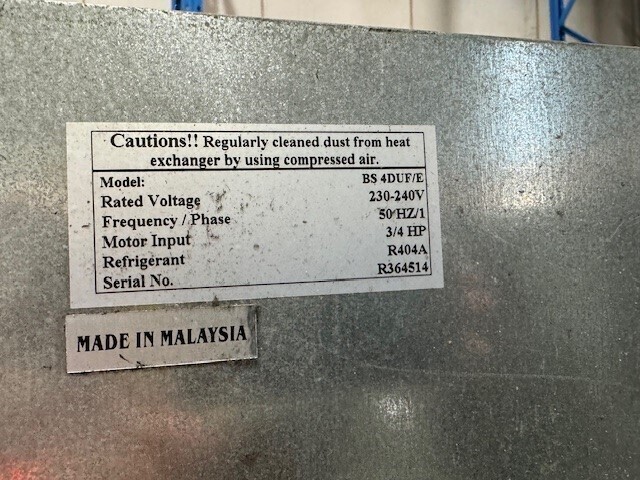 Cautions!! Regularly cleaned dust from heat
exchanger by using compressed air.
Model: BS 4DUF/E
Rated Voltage 230-240V
Frequency / Phase 50 HZ/1
Motor Input 3/4 HP
Refrigerant R404A
Serial No. R364514
MADE IN MALAYSIA